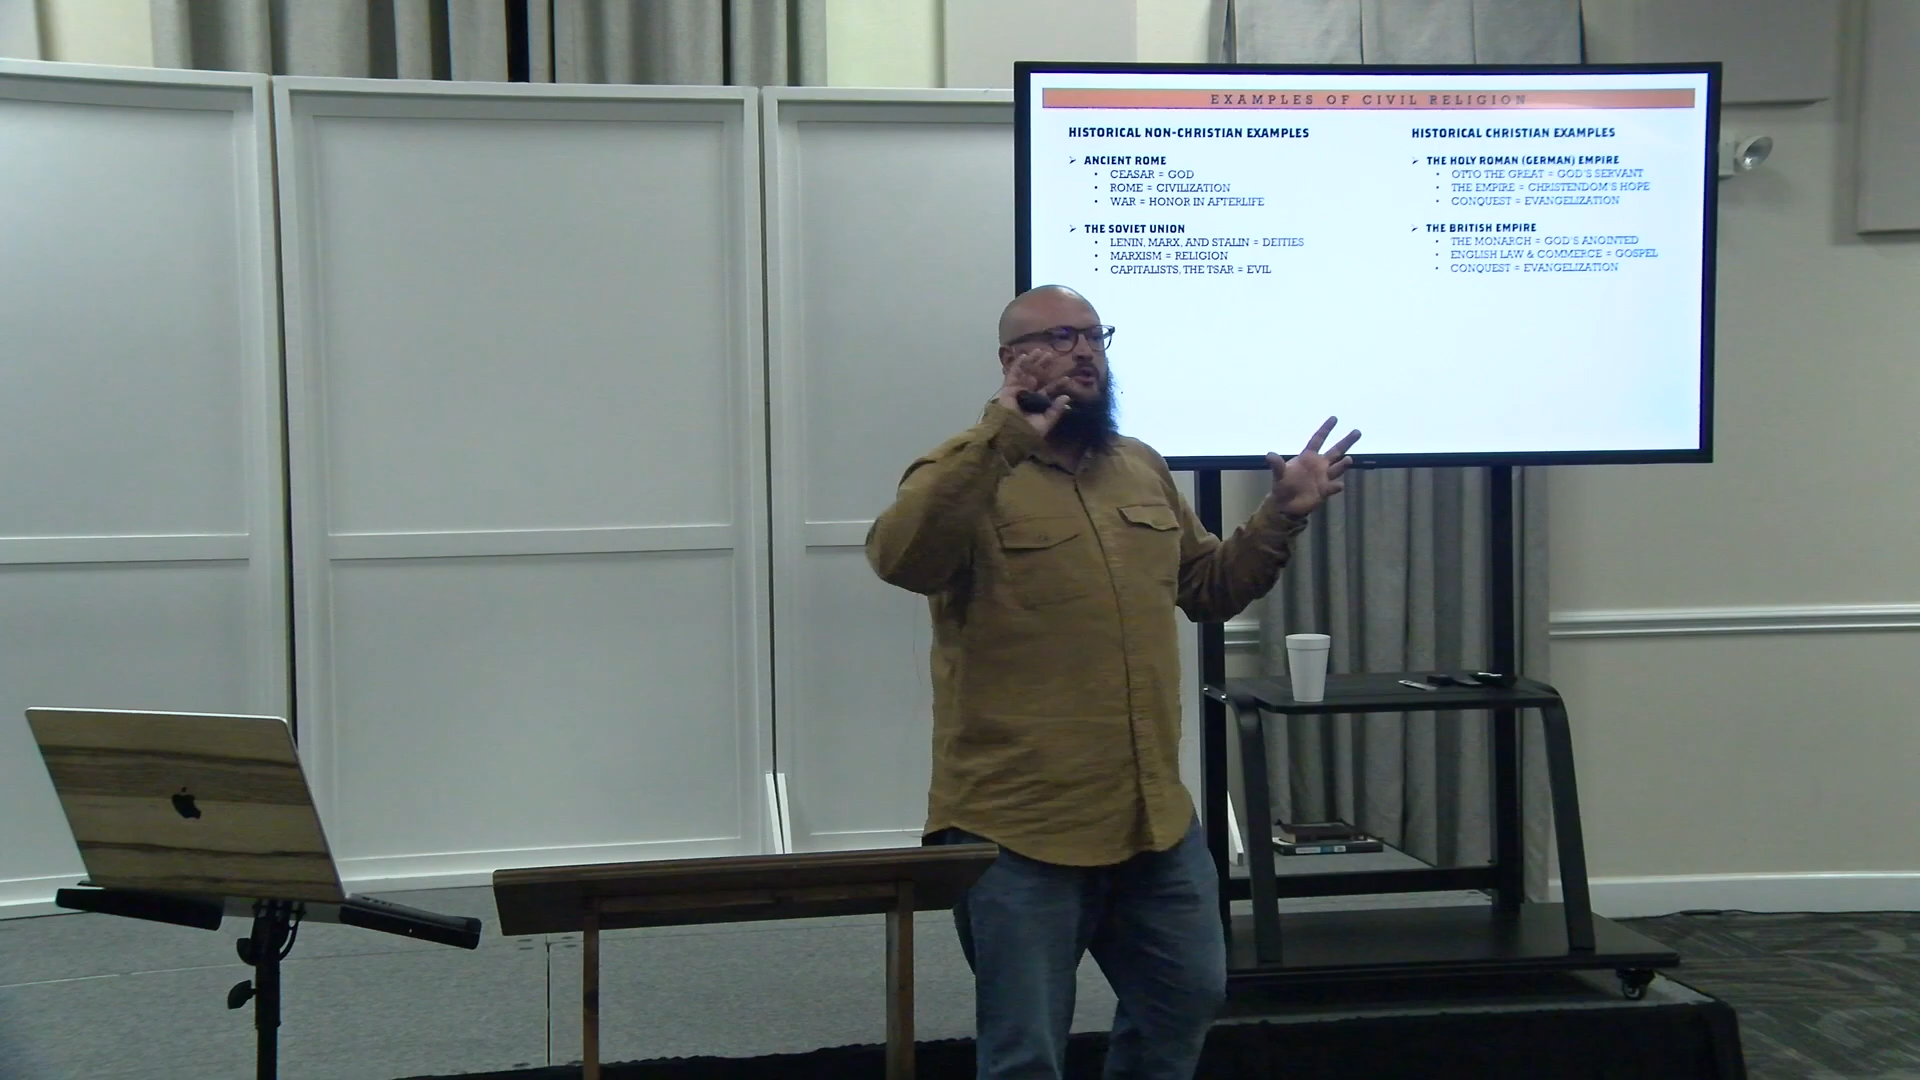 EXAMPLES OF CIVIL RELIGION
HISTORICAL NON-CHRISTIAN EXAMPLES
➢ ANCIENT ROME
• CEASAR = GOD
• ROME = CIVILIZATION
• WAR = HONOR IN AFTERLIFE
➢ THE SOVIET UNION
• LENIN, MARX, AND STALIN = DEITIES
• MARXISM = RELIGION
• CAPITALISTS, THE TSAR = EVIL
HISTORICAL CHRISTIAN EXAMPLES
➢ THE HOLY ROMAN (GERMAN) EMPIRE
• OTTO THE GREAT = GOD'S SERVANT
• THE EMPIRE = CHRISTENDOM'S HOPE
• CONQUEST = EVANGELIZATION
➢ THE BRITISH EMPIRE
• THE MONARCH = GOD'S ANOINTED
• ENGLISH LAW & COMMERCE = GOSPEL
• CONQUEST = EVANGELIZATION